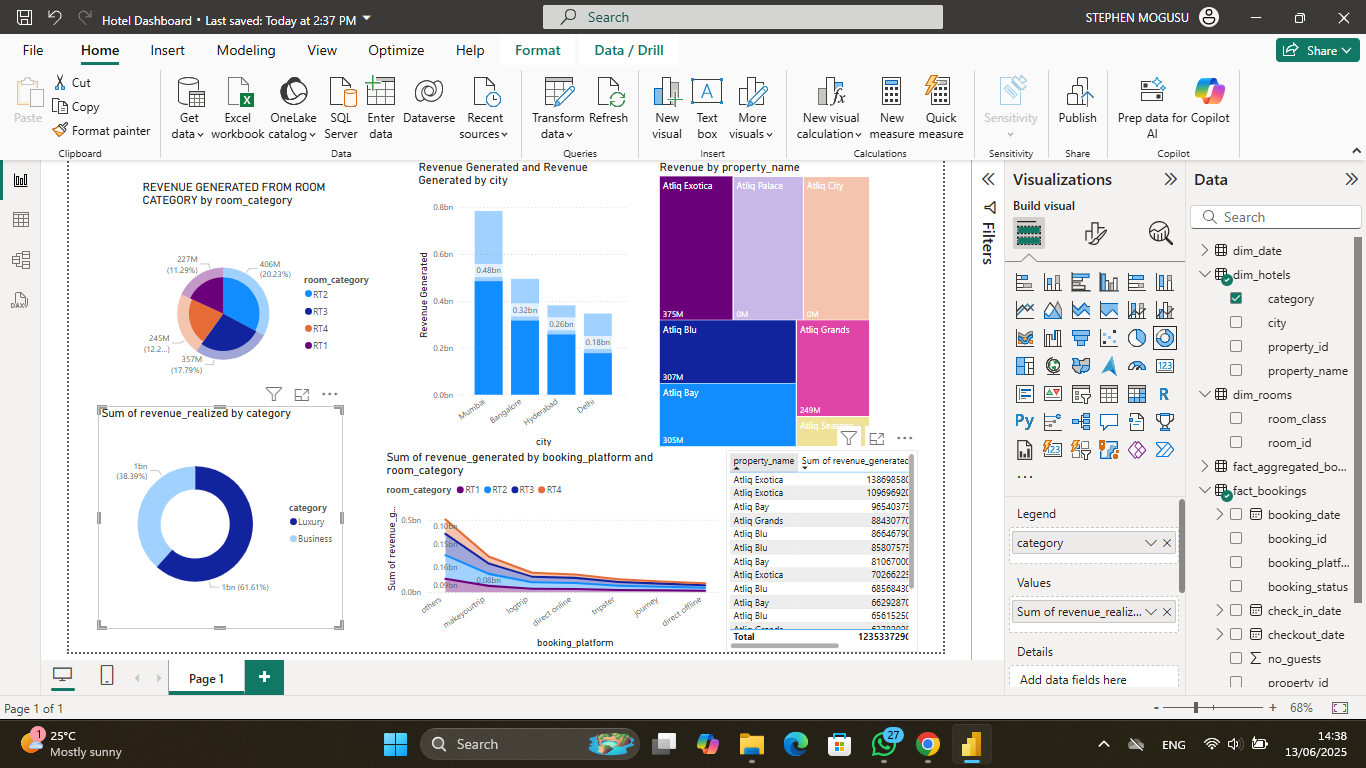 Hotel Dashboard • Last saved: Today at 2:37 PM
Search
STEPHEN MOGUSU
File Home Insert Modeling View Optimize Help Format Data / Drill
Share
Paste
Cut
Copy
Format painter
Clipboard
Get data
Excel workbook
OneLake catalog
SQL Server
Enter data
Dataverse
Recent sources
Data
Transform data
Refresh
Queries
New visual
Text box
More visuals
Insert
New visual calculation
New measure
Quick measure
Calculations
Sensitivity
Sensitivity
Publish
Share
Prep data for AI
Copilot
Copilot
DAX
REVENUE GENERATED FROM ROOM
CATEGORY by room_category
227M
(11.29%)
406M
(20.23%)
245M
(12.2...)
357M
(17.79%)
room_category
RT2
RT3
RT4
RT1
Revenue Generated and Revenue
Generated by city
Revenue Generated
0.8bn
0.6bn
0.4bn
0.2bn
0.0bn
0.48bn
0.32bn
0.26bn
0.18bn
Mumbai
Bangalore
Hyderabad
Delhi
city
Revenue by property_name
Atliq Exotica
375M
Atliq Palace
0M
Atliq City
0M
Atliq Blu
307M
Atliq Bay
305M
Atliq Grands
249M
Atliq Seasons
Sum of revenue_realized by category
1bn
(38.39%)
1bn (61.61%)
category
Luxury
Business
Sum of revenue_generated by booking_platform and
room_category
room_category RT1 RT2 RT3 RT4
Sum of revenue_g...
0.5bn
0.0bn
0.10bn
0.15bn
0.16bn
0.09bn
0.08bn
others
makeyourtrip
logtrip
direct online
tripster
journey
direct offline
booking_platform
property_name Sum of revenue_generated
Atliq Exotica 138698580
Atliq Exotica 109696920
Atliq Bay 96540375
Atliq Grands 88430770
Atliq Blu 86646790
Atliq Blu 85807575
Atliq Bay 81067000
Atliq Exotica 70266225
Atliq Blu 68568430
Atliq Bay 66292870
Atliq Blu 65615250
Total 1235337290
Filters
Visualizations
Build visual
123
R
Py
123
...
Legend
category
Values
Sum of revenue_realiz...
Details
Add data fields here
Data
Search
dim_date
dim_hotels
category
city
property_id
property_name
dim_rooms
room_class
room_id
fact_aggregated_bo...
fact_bookings
booking_date
booking_id
booking_platf...
booking_status
check_in_date
checkout_date
no_guests
property_id
Page 1
+
Page 1 of 1
- + 68%
1
25°C
Mostly sunny
Search
27
ENG
14:38
13/06/2025